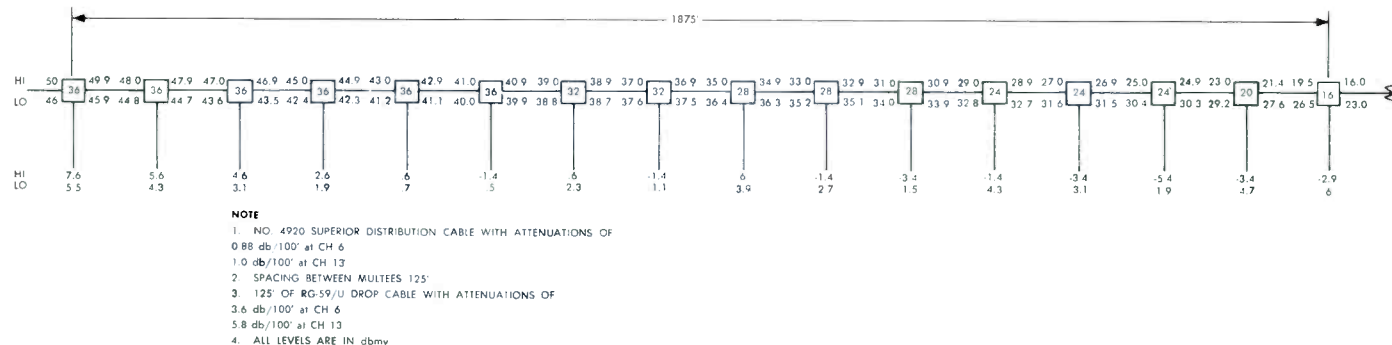 1875'
HI 50 49.9 48.0 47.9 47.0 46.9 45.0 44.9 43.0 42.9 41.0 40.9 39.0 38.9 37.0 36.9 35.0 34.9 33.0 32.9 31.0 30.9 29.0 28.9 27.0 26.9 25.0 24.9 23.0 21.4 19.5 16.0
36 36 36 36 36 36 32 32 28 28 28 24 24 24 20 16
LO 46 45.9 44.8 44.7 43.6 43.5 42.4 42.3 41.2 41.1 40.0 39.9 38.8 38.7 37.6 37.5 36.4 36.3 35.2 35.1 34.0 33.9 32.8 32.7 31.6 31.5 30.4 30.3 29.2 27.6 26.5 23.0
HI 7.6 5.6 4.6 2.6 .6 -1.4 .6 -1.4 .6 -1.4 -3.4 -1.4 -3.4 -5.4 -3.4 -2.9
LO 5.5 4.3 3.1 1.9 .7 .5 2.3 1.1 3.9 2.7 1.5 4.3 3.1 1.9 4.7 6
NOTE
1. NO. 4920 SUPERIOR DISTRIBUTION CABLE WITH ATTENUATIONS OF
0.88 db/100' at CH 6
1.0 db/100' at CH 13
2. SPACING BETWEEN MULTEES 125'
3. 125' OF RG-59/U DROP CABLE WITH ATTENUATIONS OF
3.6 db/100' at CH 6
5.8 db/100' at CH 13
4. ALL LEVELS ARE IN dbmv